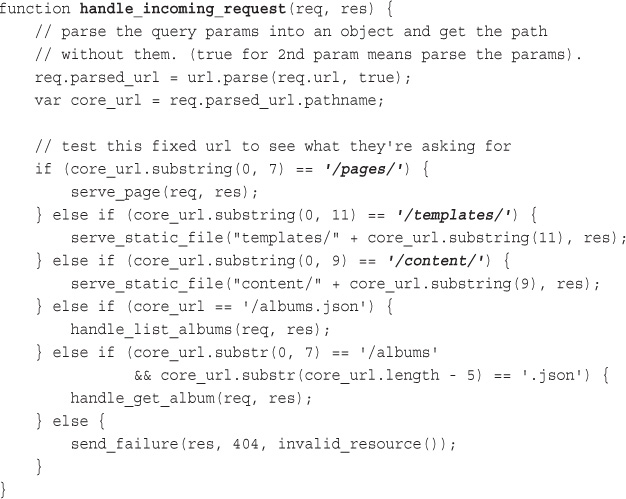 function handle_incoming_request(req, res) {
    // parse the query params into an object and get the path
    // without them. (true for 2nd param means parse the params).
    req.parsed_url = url.parse(req.url, true);
    var core_url = req.parsed_url.pathname;

    // test this fixed url to see what they're asking for
    if (core_url.substring(0, 7) == '/pages/') {
        serve_page(req, res);
    } else if (core_url.substring(0, 11) == '/templates/') {
        serve_static_file("templates/" + core_url.substring(11), res);
    } else if (core_url.substring(0, 9) == '/content/') {
        serve_static_file("content/" + core_url.substring(9), res);
    } else if (core_url == '/albums.json') {
        handle_list_albums(req, res);
    } else if (core_url.substr(0, 7) == '/albums'
               && core_url.substr(core_url.length - 5) == '.json') {
        handle_get_album(req, res);
    } else {
        send_failure(res, 404, invalid_resource());
    }
}